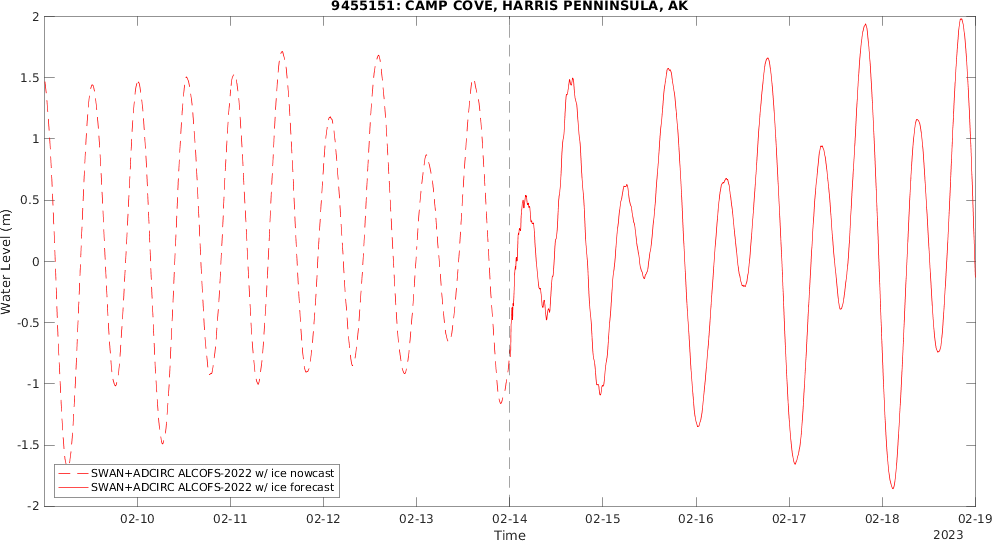 9455151: CAMP COVE, HARRIS PENNINSULA, AK
Water Level (m)
2
1.5
1
0.5
0
-0.5
-1
-1.5
-2
SWAN+ADCIRC ALCOFS-2022 w/ ice nowcast
SWAN+ADCIRC ALCOFS-2022 w/ ice forecast
02-10 02-11 02-12 02-13 02-14 02-15 02-16 02-17 02-18 02-19
Time
2023